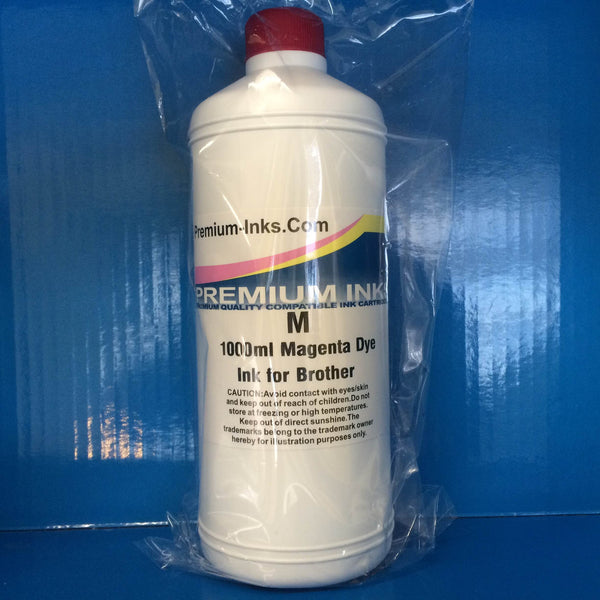 Premium-Inks.Com
PREMIUM INK
PREMIUM QUALITY COMPATIBLE INK
M
1000ml Magenta Dye
Ink for Brother
CAUTION:Avoid contact with eyes/skin
and keep out of reach of children.Do not
store at freezing or high temperatures.
Keep out of direct sunshine.The
trademarks belong to the trademark owner
hereby for illustration purposes only.